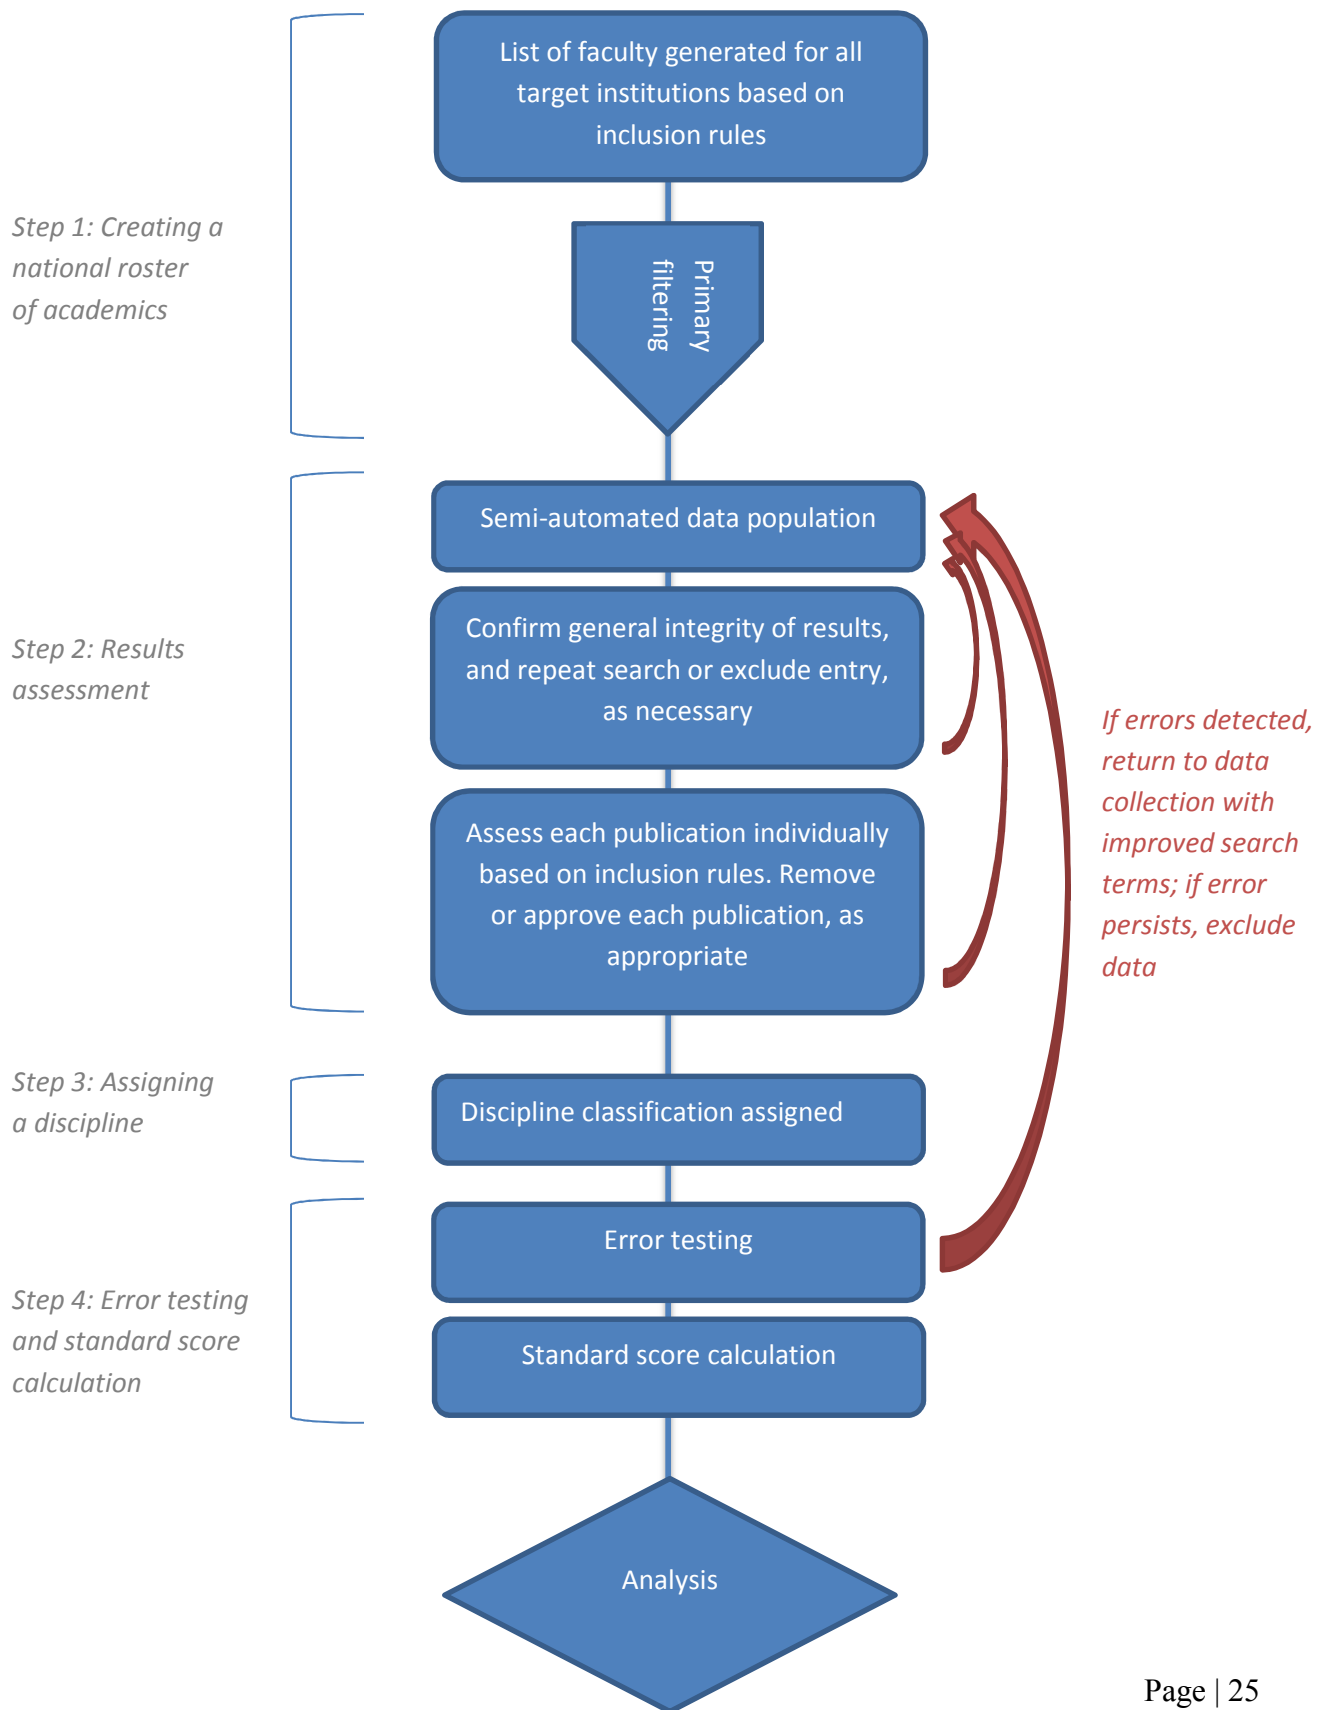 List of faculty generated for all
target institutions based on
inclusion rules
Step 1: Creating a
national roster
of academics
Primary
filtering
Semi-automated data population
Step 2: Results
assessment
Confirm general integrity of results,
and repeat search or exclude entry,
as necessary
Assess each publication individually
based on inclusion rules. Remove
or approve each publication, as
appropriate
If errors detected,
return to data
collection with
improved search
terms; if error
persists, exclude
data
Step 3: Assigning
a discipline
Discipline classification assigned
Step 4: Error testing
and standard score
calculation
Error testing
Standard score calculation
Analysis
Page | 25